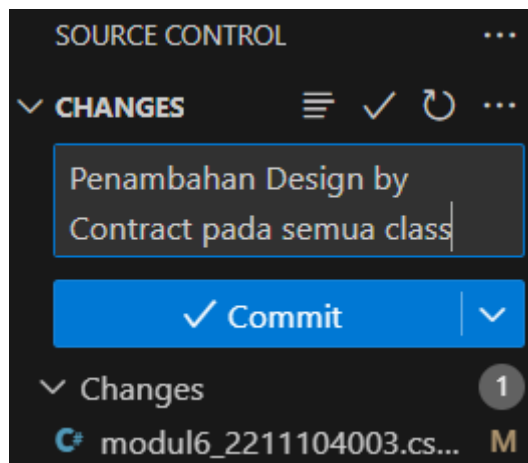 SOURCE CONTROL
CHANGES
Penambahan Design by
Contract pada semua class
Commit
Changes
1
C# modul6_2211104003.cs... M